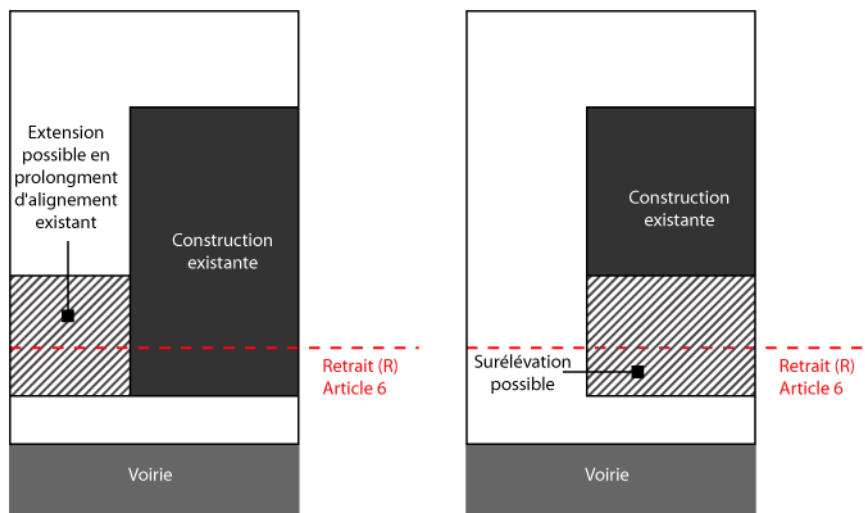 Extension
possible en
prolongment
d'alignement
existant
Construction
existante
Retrait (R)
Article 6
Voirie
Construction
existante
Surélévation
possible
Retrait (R)
Article 6
Voirie